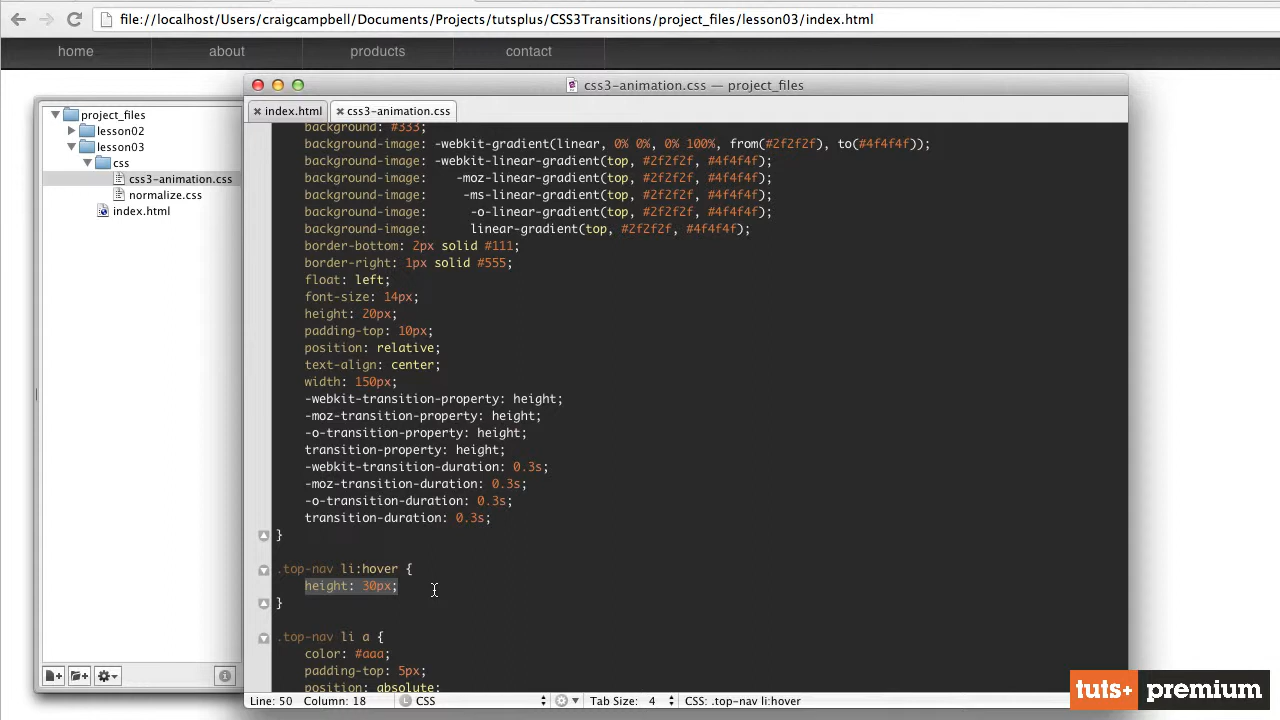 file://localhost/Users/craigcampbell/Documents/Projects/tutsplus/CSS3Transitions/project_files/lesson03/index.html
home about products contact
css3-animation.css — project_files
index.html css3-animation.css
project_files
lesson02
lesson03
css
css3-animation.css
normalize.css
index.html
background: #333;
background-image: -webkit-gradient(linear, 0% 0%, 0% 100%, from(#2f2f2f), to(#4f4f4f));
background-image: -webkit-linear-gradient(top, #2f2f2f, #4f4f4f);
background-image: -moz-linear-gradient(top, #2f2f2f, #4f4f4f);
background-image: -ms-linear-gradient(top, #2f2f2f, #4f4f4f);
background-image: -o-linear-gradient(top, #2f2f2f, #4f4f4f);
background-image: linear-gradient(top, #2f2f2f, #4f4f4f);
border-bottom: 2px solid #111;
border-right: 1px solid #555;
float: left;
font-size: 14px;
height: 20px;
padding-top: 10px;
position: relative;
text-align: center;
width: 150px;
-webkit-transition-property: height;
-moz-transition-property: height;
-o-transition-property: height;
transition-property: height;
-webkit-transition-duration: 0.3s;
-moz-transition-duration: 0.3s;
-o-transition-duration: 0.3s;
transition-duration: 0.3s;
}
.top-nav li:hover {
height: 30px;
}
.top-nav li a {
color: #aaa;
padding-top: 5px;
position: absolute;
Line: 50 Column: 18 CSS Tab Size: 4 CSS: .top-nav li:hover
tuts+ premium